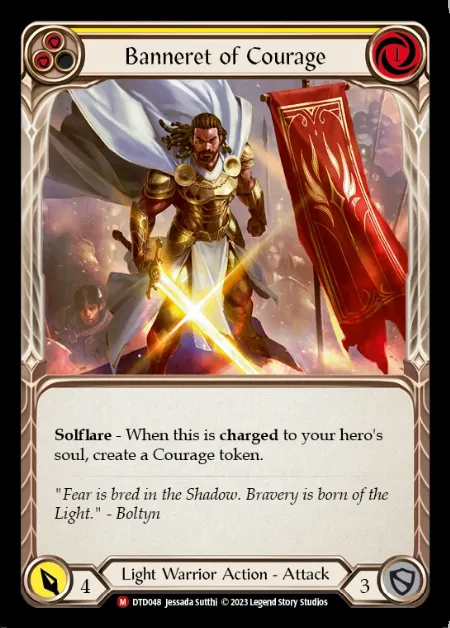 Banneret of Courage
1
Solflare - When this is charged to your hero's
soul, create a Courage token.
"Fear is bred in the Shadow. Bravery is born of the
Light." - Boltyn
4
Light Warrior Action - Attack
3
M DTD048 Jessada Sutthi © 2023 Legend Story Studios